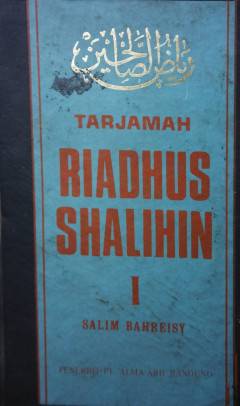 رياض الصالحين
TARJAMAH
RIADHUS
SHALIHIN
I
SALIM BAHREISY
PENERBIT PT ALMA'ARIF BANDUNG